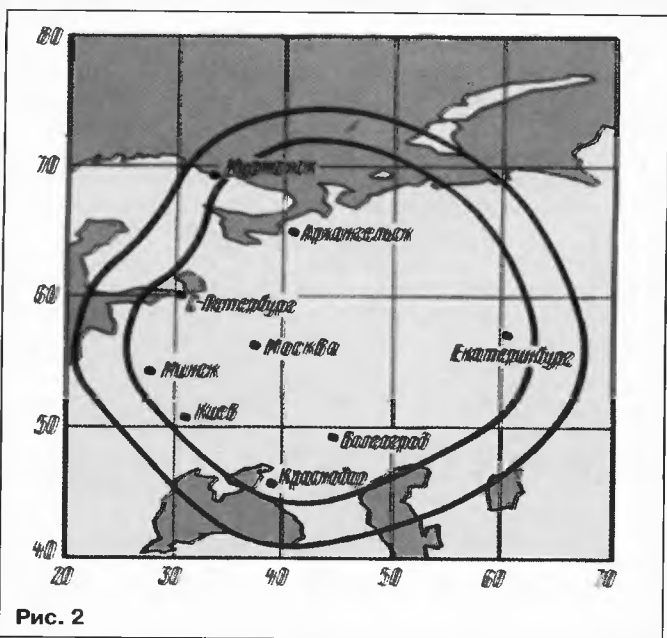 80
70
Мурманск
Архангельск
60
С.-Петербург
Москва
Екатеринбург
Минск
Киев
50
Волгоград
Краснодар
40
20 30 40 50 60 70
Рис. 2